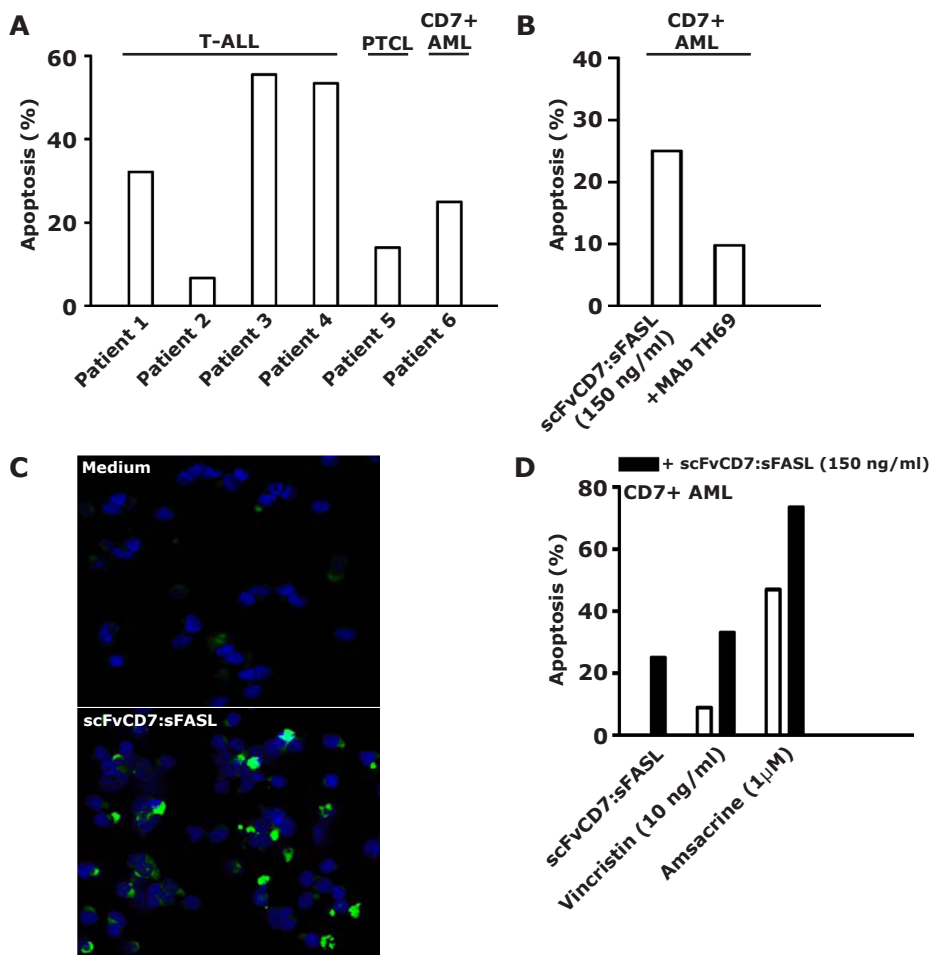 A
T-ALL
PTCL
CD7+
AML
Apoptosis (%)
60
40
20
0
Patient 1
Patient 2
Patient 3
Patient 4
Patient 5
Patient 6
B
CD7+
AML
Apoptosis (%)
40
30
20
10
0
scFvCD7:sFASL
(150 ng/ml)
+MAb TH69
C
Medium
scFvCD7:sFASL
D
+ scFvCD7:sFASL (150 ng/ml)
CD7+ AML
Apoptosis (%)
80
60
40
20
0
scFvCD7:sFASL
Vincristin (10 ng/ml)
Amsacrine (1μM)